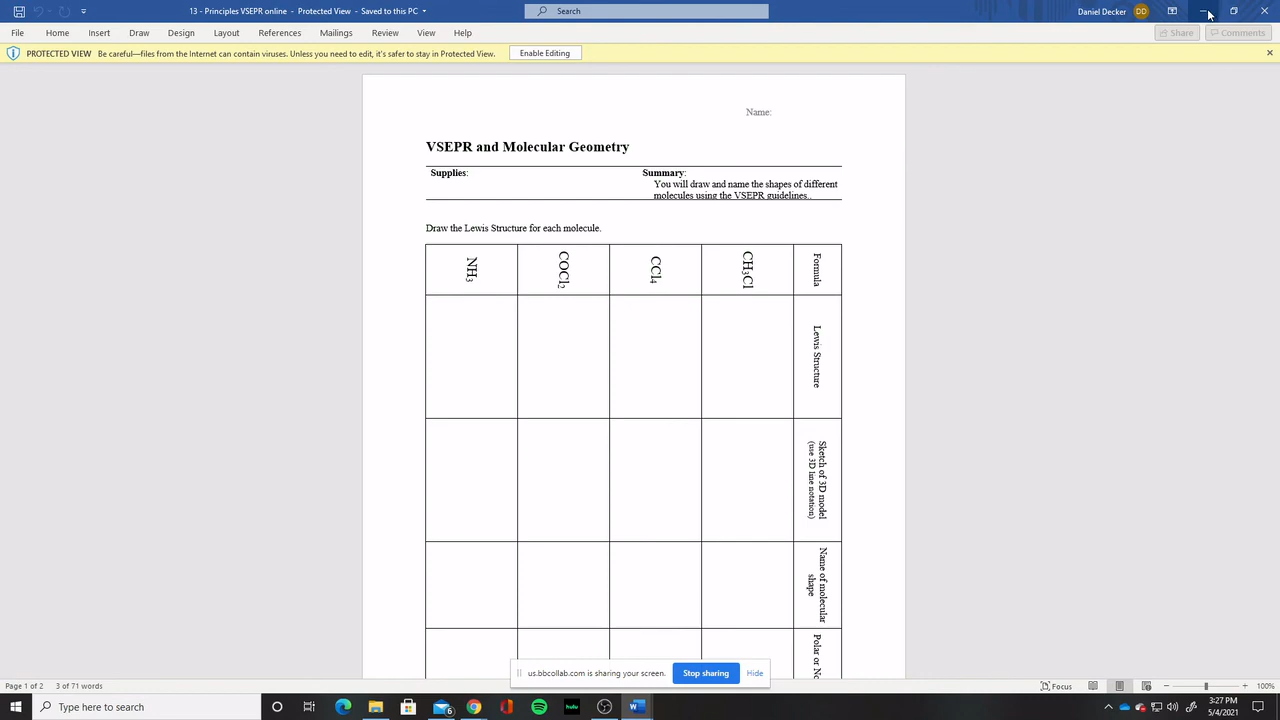 13 - Principles VSEPR online - Protected View - Saved to this PC
Search
Daniel Decker
DD
File Home Insert Draw Design Layout References Mailings Review View Help
Share Comments
PROTECTED VIEW Be careful—files from the Internet can contain viruses. Unless you need to edit, it's safer to stay in Protected View. Enable Editing
Name:
VSEPR and Molecular Geometry
Supplies:
Summary:
You will draw and name the shapes of different
molecules using the VSEPR guidelines..
Draw the Lewis Structure for each molecule.
Formula
CH₃Cl
CCl₄
COCl₂
NH₃
Lewis Structure
Sketch of 3D model
(use 3D line notation)
Name of molecular
shape
Polar or
us.bbcollab.com is sharing your screen. Stop sharing Hide
Page 1 of 2 3 of 71 words
Focus
100%
Type here to search
6
hulu
3:27 PM
5/4/2021